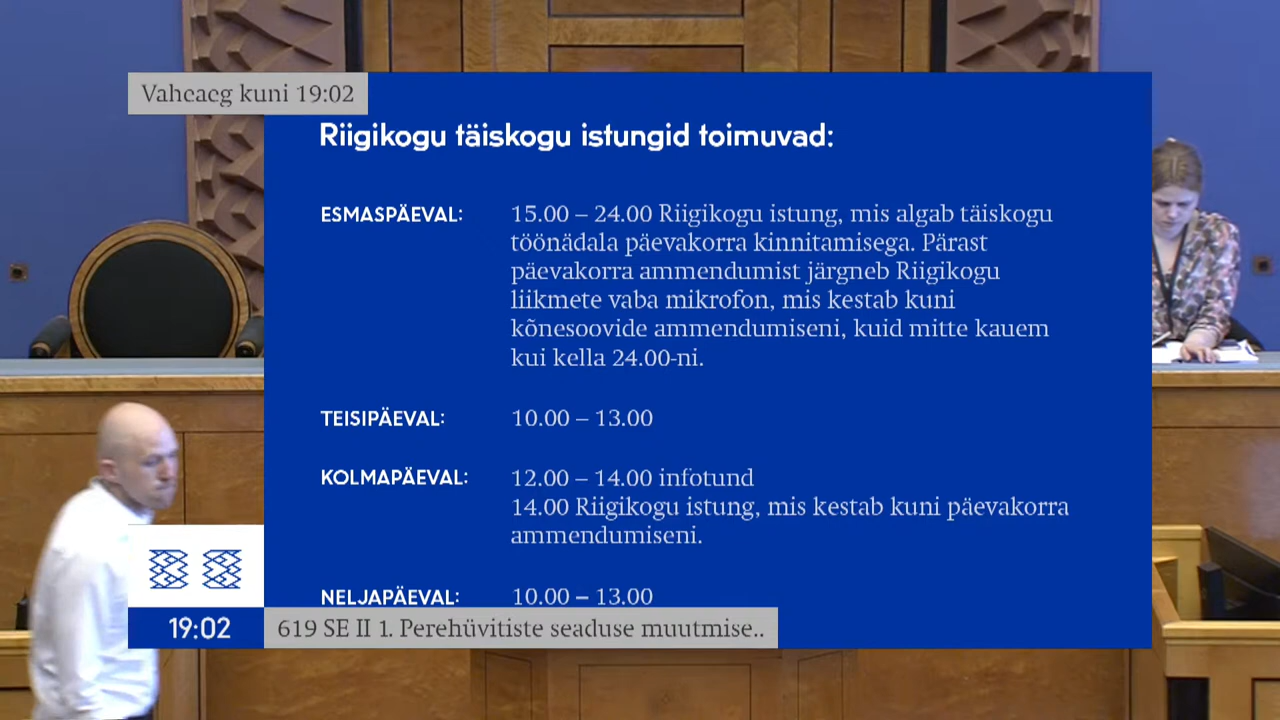 Vaheaeg kuni 19:02
Riigikogu täiskogu istungid toimuvad:
ESMASPÄEVAL:
15.00 – 24.00 Riigikogu istung, mis algab täiskogu
töönädala päevakorra kinnitamisega. Pärast
päevakorra ammendumist järgneb Riigikogu
liikmete vaba mikrofon, mis kestab kuni
kõnesoovide ammendumiseni, kuid mitte kauem
kui kella 24.00-ni.
TEISIPÄEVAL: 10.00 – 13.00
KOLMAPÄEVAL: 12.00 – 14.00 infotund
14.00 Riigikogu istung, mis kestab kuni päevakorra
ammendumiseni.
NELJAPÄEVAL: 10.00 – 13.00
19:02 619 SE II 1. Perehüvitiste seaduse muutmise..